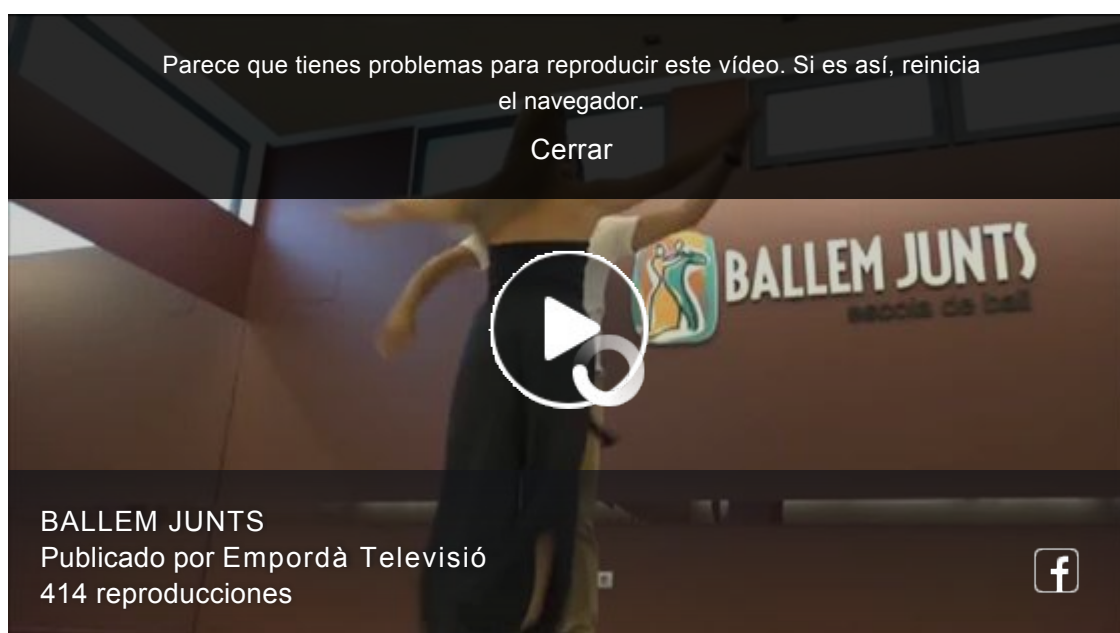 Parece que tienes problemas para reproducir este vídeo. Si es así, reinicia
el navegador.
Cerrar
BALLEM JUNTS
escola de ball
BALLEM JUNTS
Publicado por Empordà Televisió
414 reproducciones